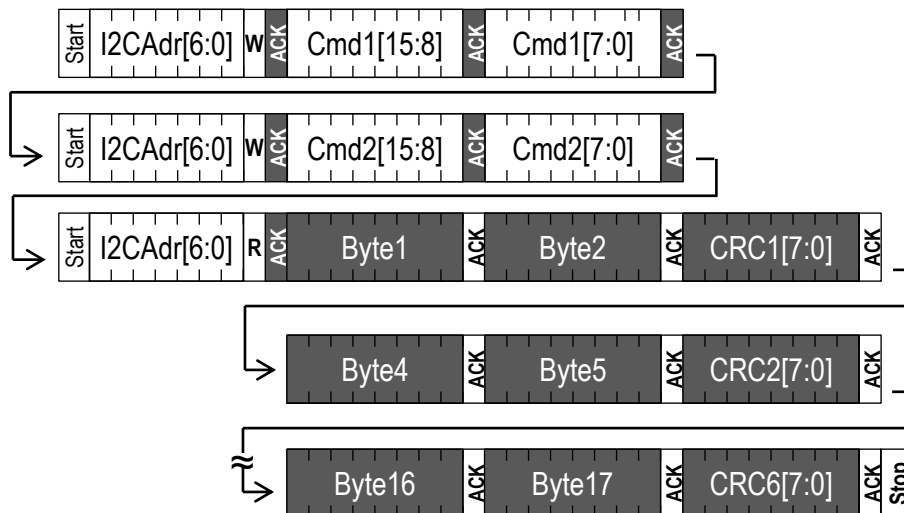 Start I2CAdr[6:0] W ACK Cmd1[15:8] ACK Cmd1[7:0] ACK
Start I2CAdr[6:0] W ACK Cmd2[15:8] ACK Cmd2[7:0] ACK
Start I2CAdr[6:0] R ACK Byte1 ACK Byte2 ACK CRC1[7:0] ACK
Byte4 ACK Byte5 ACK CRC2[7:0] ACK
Byte16 ACK Byte17 ACK CRC6[7:0] ACK Stop